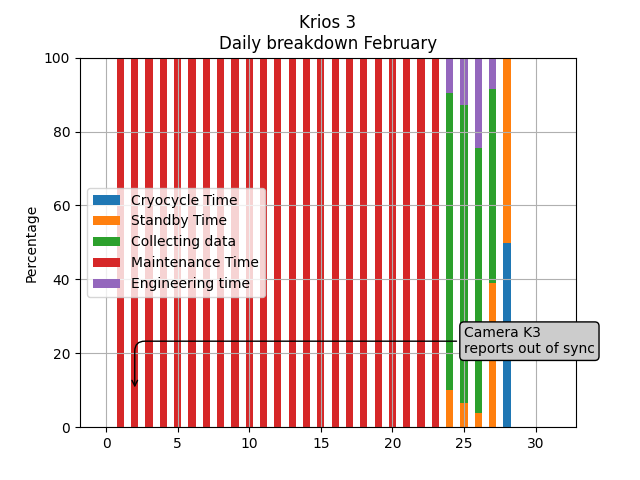 Krios 3
Daily breakdown February
100
80
60
40
20
0
Percentage
Cryocycle Time
Standby Time
Collecting data
Maintenance Time
Engineering time
Camera K3
reports out of sync
0 5 10 15 20 25 30